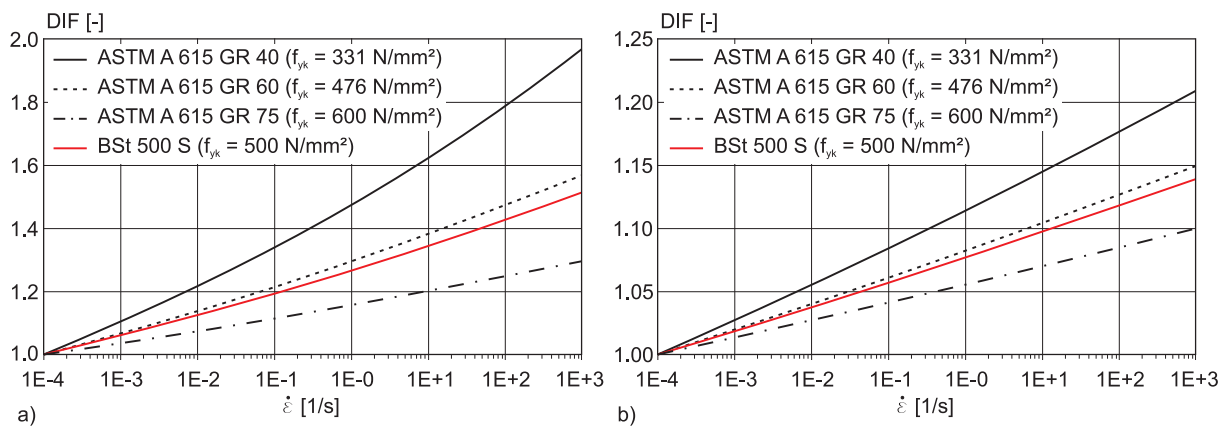 DIF [-]
2.0
1.8
1.6
1.4
1.2
1.0
ASTM A 615 GR 40 (fyk = 331 N/mm²)
ASTM A 615 GR 60 (fyk = 476 N/mm²)
ASTM A 615 GR 75 (fyk = 600 N/mm²)
BSt 500 S (fyk = 500 N/mm²)
1E-4 1E-3 1E-2 1E-1 1E-0 1E+1 1E+2 1E+3
ε̇ [1/s]
a)
DIF [-]
1.25
1.20
1.15
1.10
1.05
1.00
ASTM A 615 GR 40 (fyk = 331 N/mm²)
ASTM A 615 GR 60 (fyk = 476 N/mm²)
ASTM A 615 GR 75 (fyk = 600 N/mm²)
BSt 500 S (fyk = 500 N/mm²)
1E-4 1E-3 1E-2 1E-1 1E-0 1E+1 1E+2 1E+3
ε̇ [1/s]
b)